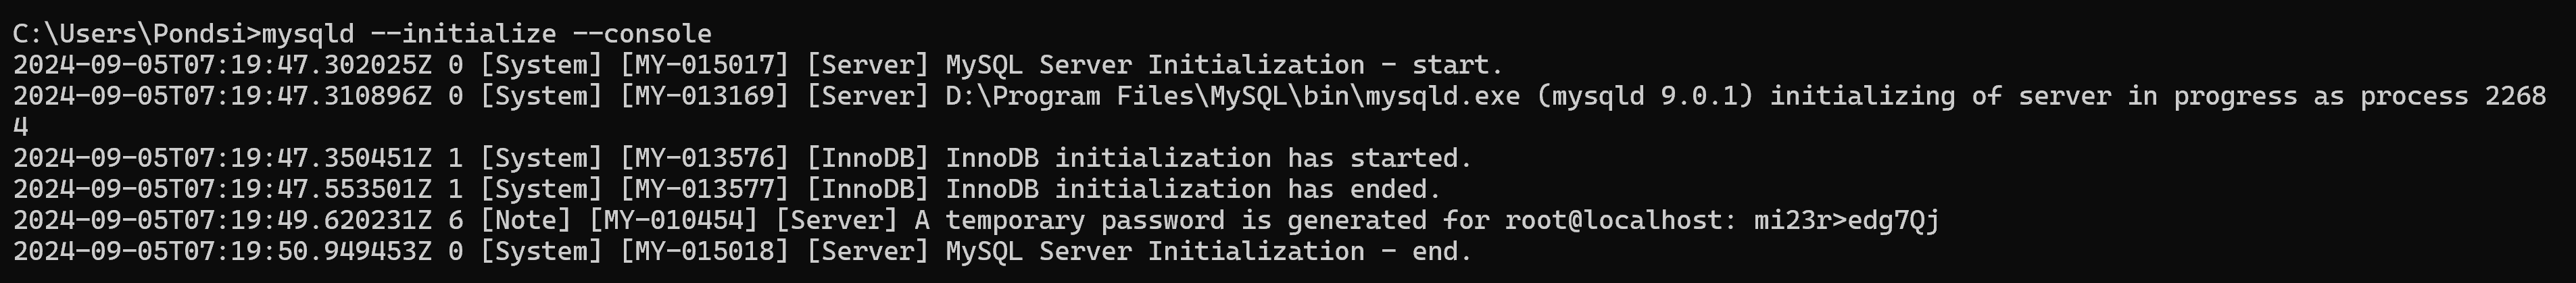 C:\Users\Pondsi>mysqld --initialize --console
2024-09-05T07:19:47.302025Z 0 [System] [MY-015017] [Server] MySQL Server Initialization - start.
2024-09-05T07:19:47.310896Z 0 [System] [MY-013169] [Server] D:\Program Files\MySQL\bin\mysqld.exe (mysqld 9.0.1) initializing of server in progress as process 2268
4
2024-09-05T07:19:47.350451Z 1 [System] [MY-013576] [InnoDB] InnoDB initialization has started.
2024-09-05T07:19:47.553501Z 1 [System] [MY-013577] [InnoDB] InnoDB initialization has ended.
2024-09-05T07:19:49.620231Z 6 [Note] [MY-010454] [Server] A temporary password is generated for root@localhost: mi23r>edg7Qj
2024-09-05T07:19:50.949453Z 0 [System] [MY-015018] [Server] MySQL Server Initialization - end.